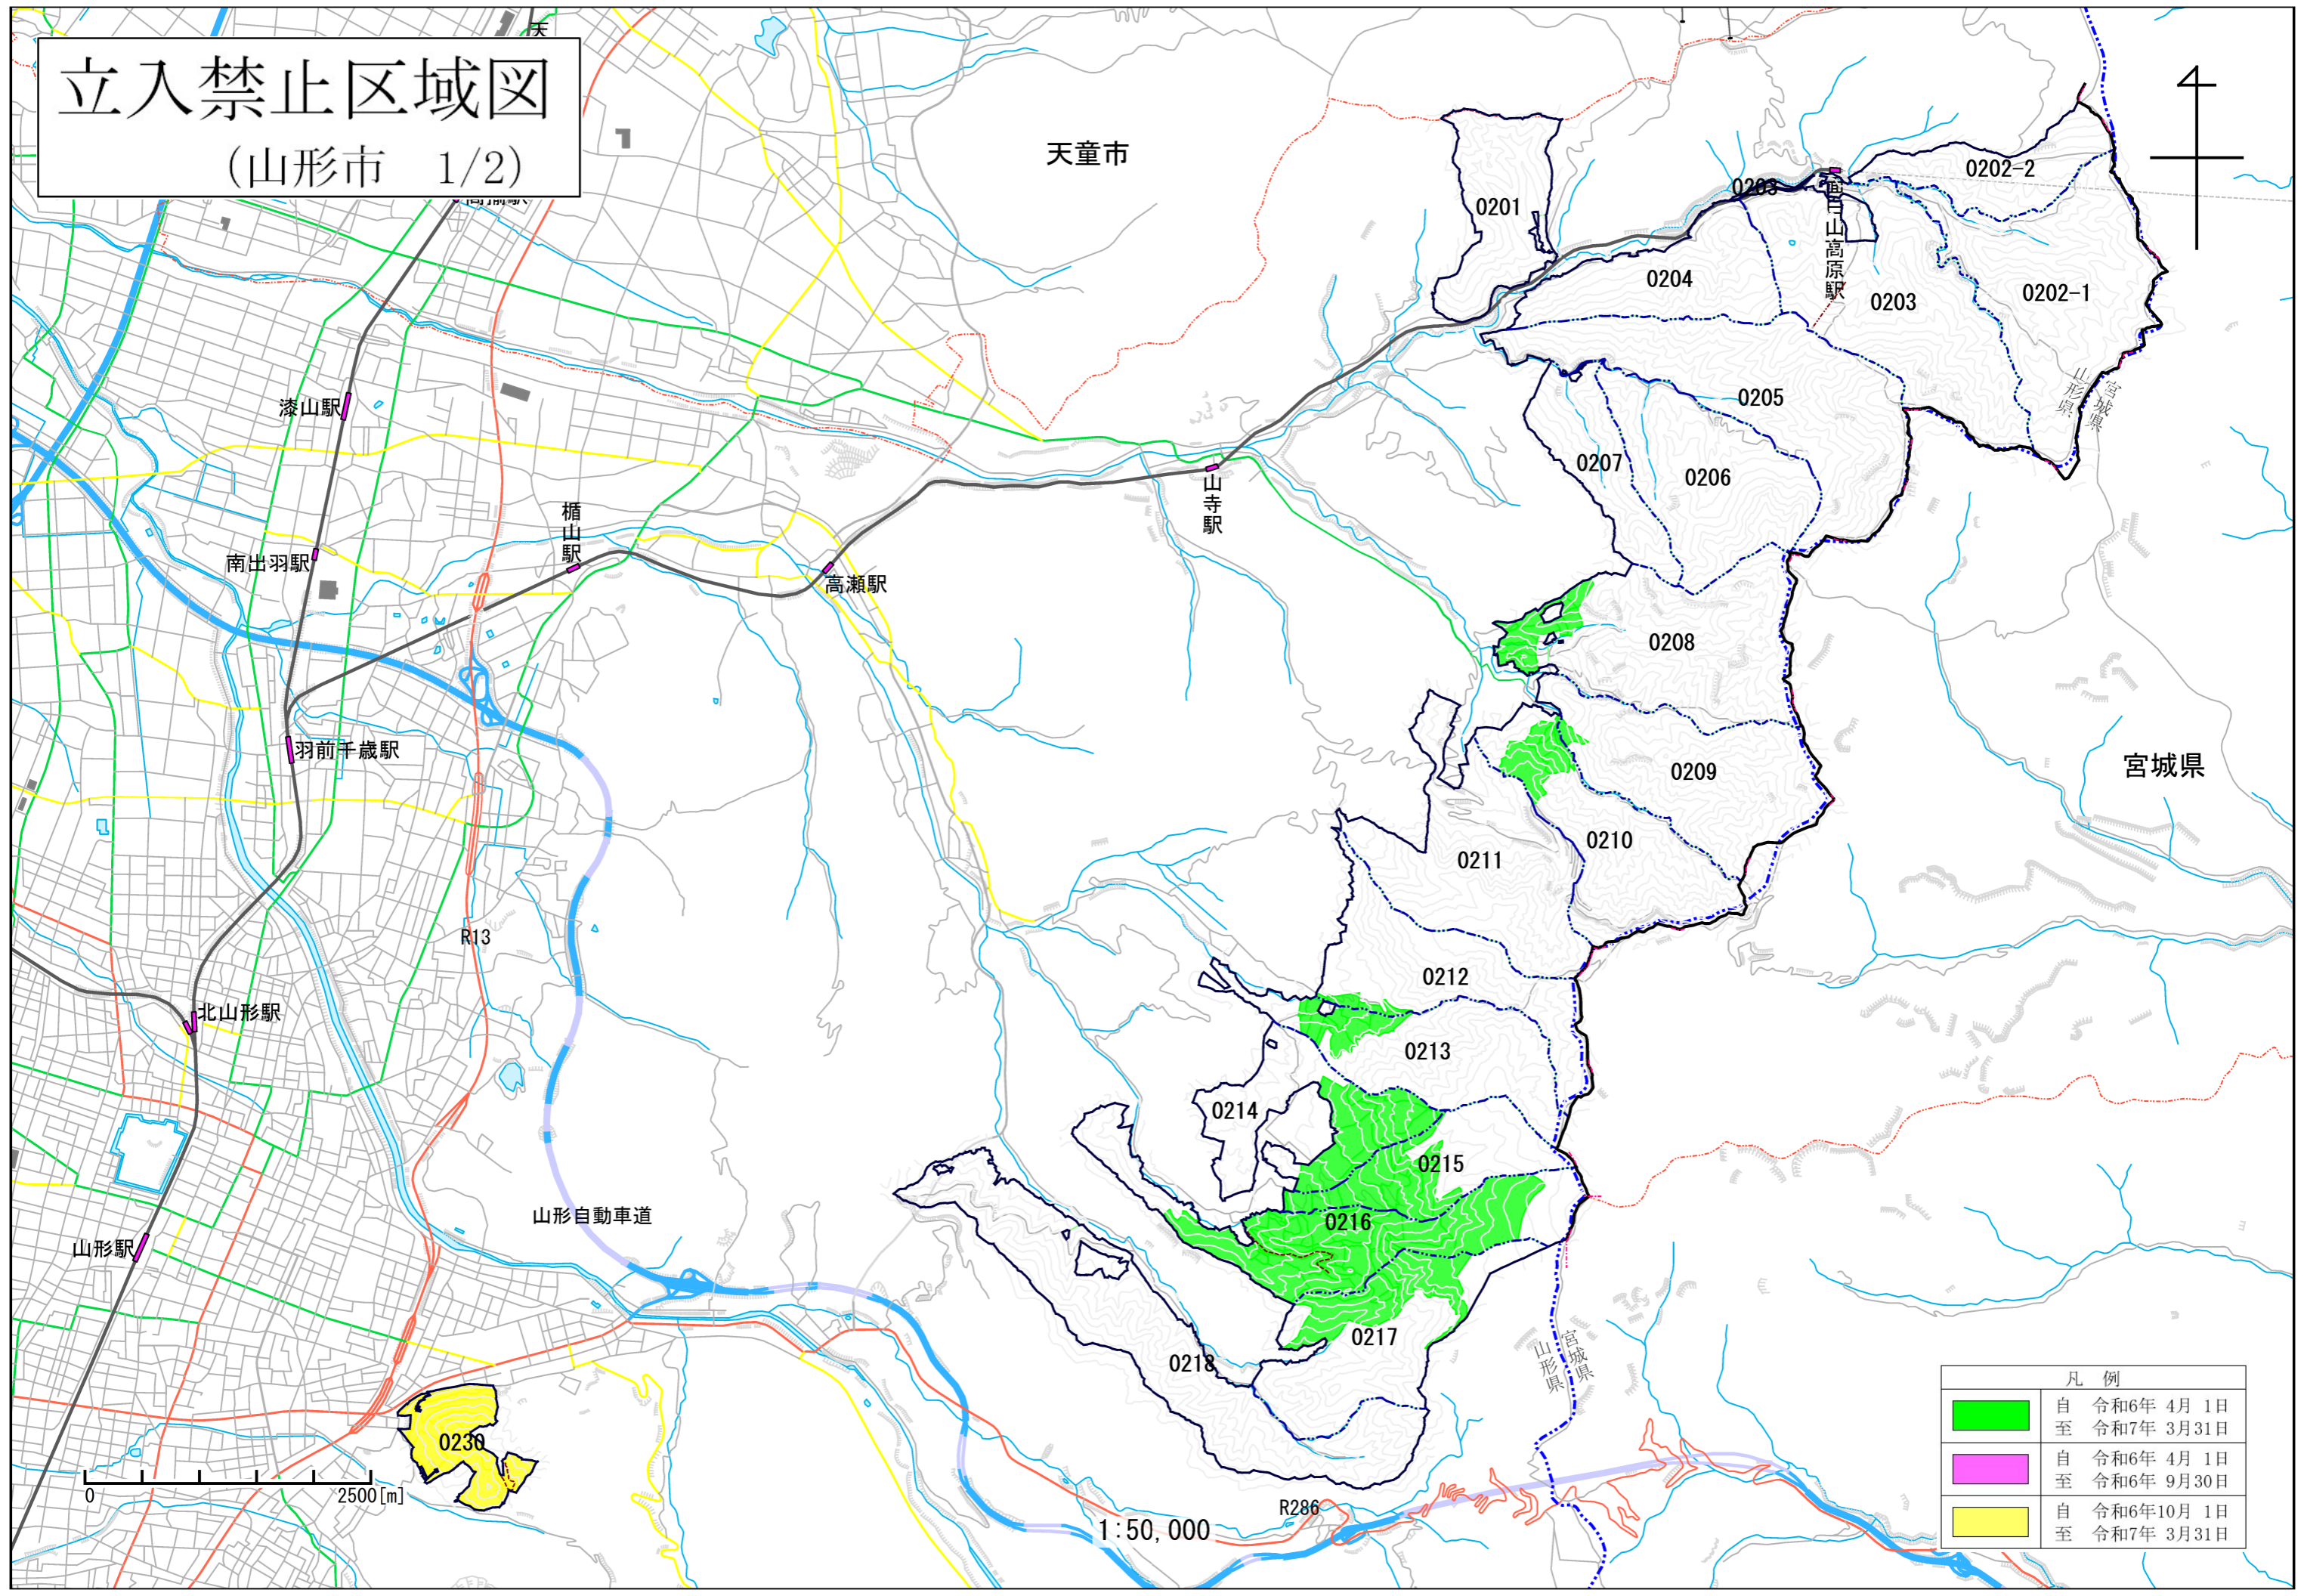 立入禁止区域図
(山形市 1/2)
天
天童市
0201
0202-2
0203
面白山高原駅
0204
0203
0202-1
山形県
宮城県
漆山駅
0205
0207
0206
山寺駅
楯山駅
南出羽駅
高瀬駅
0208
羽前千歳駅
0209
宮城県
0210
0211
R13
0212
北山形駅
0213
0214
0215
山形自動車道
0216
山形駅
0217
0218
山形県
宮城県
0230
0
2500[m]
R286
1:50,000
凡 例
自 令和6年 4月 1日
至 令和7年 3月31日
自 令和6年 4月 1日
至 令和6年 9月30日
自 令和6年10月 1日
至 令和7年 3月31日